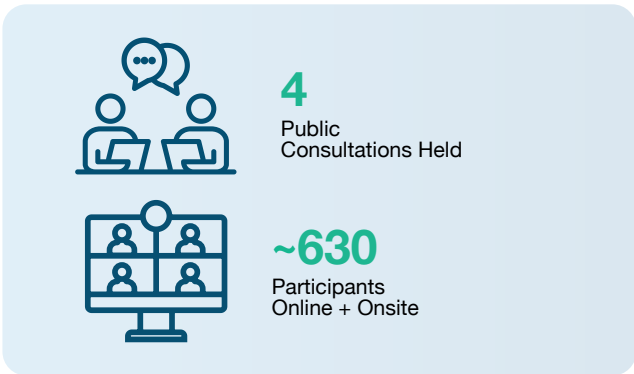 4
Public
Consultations Held
~630
Participants
Online + Onsite